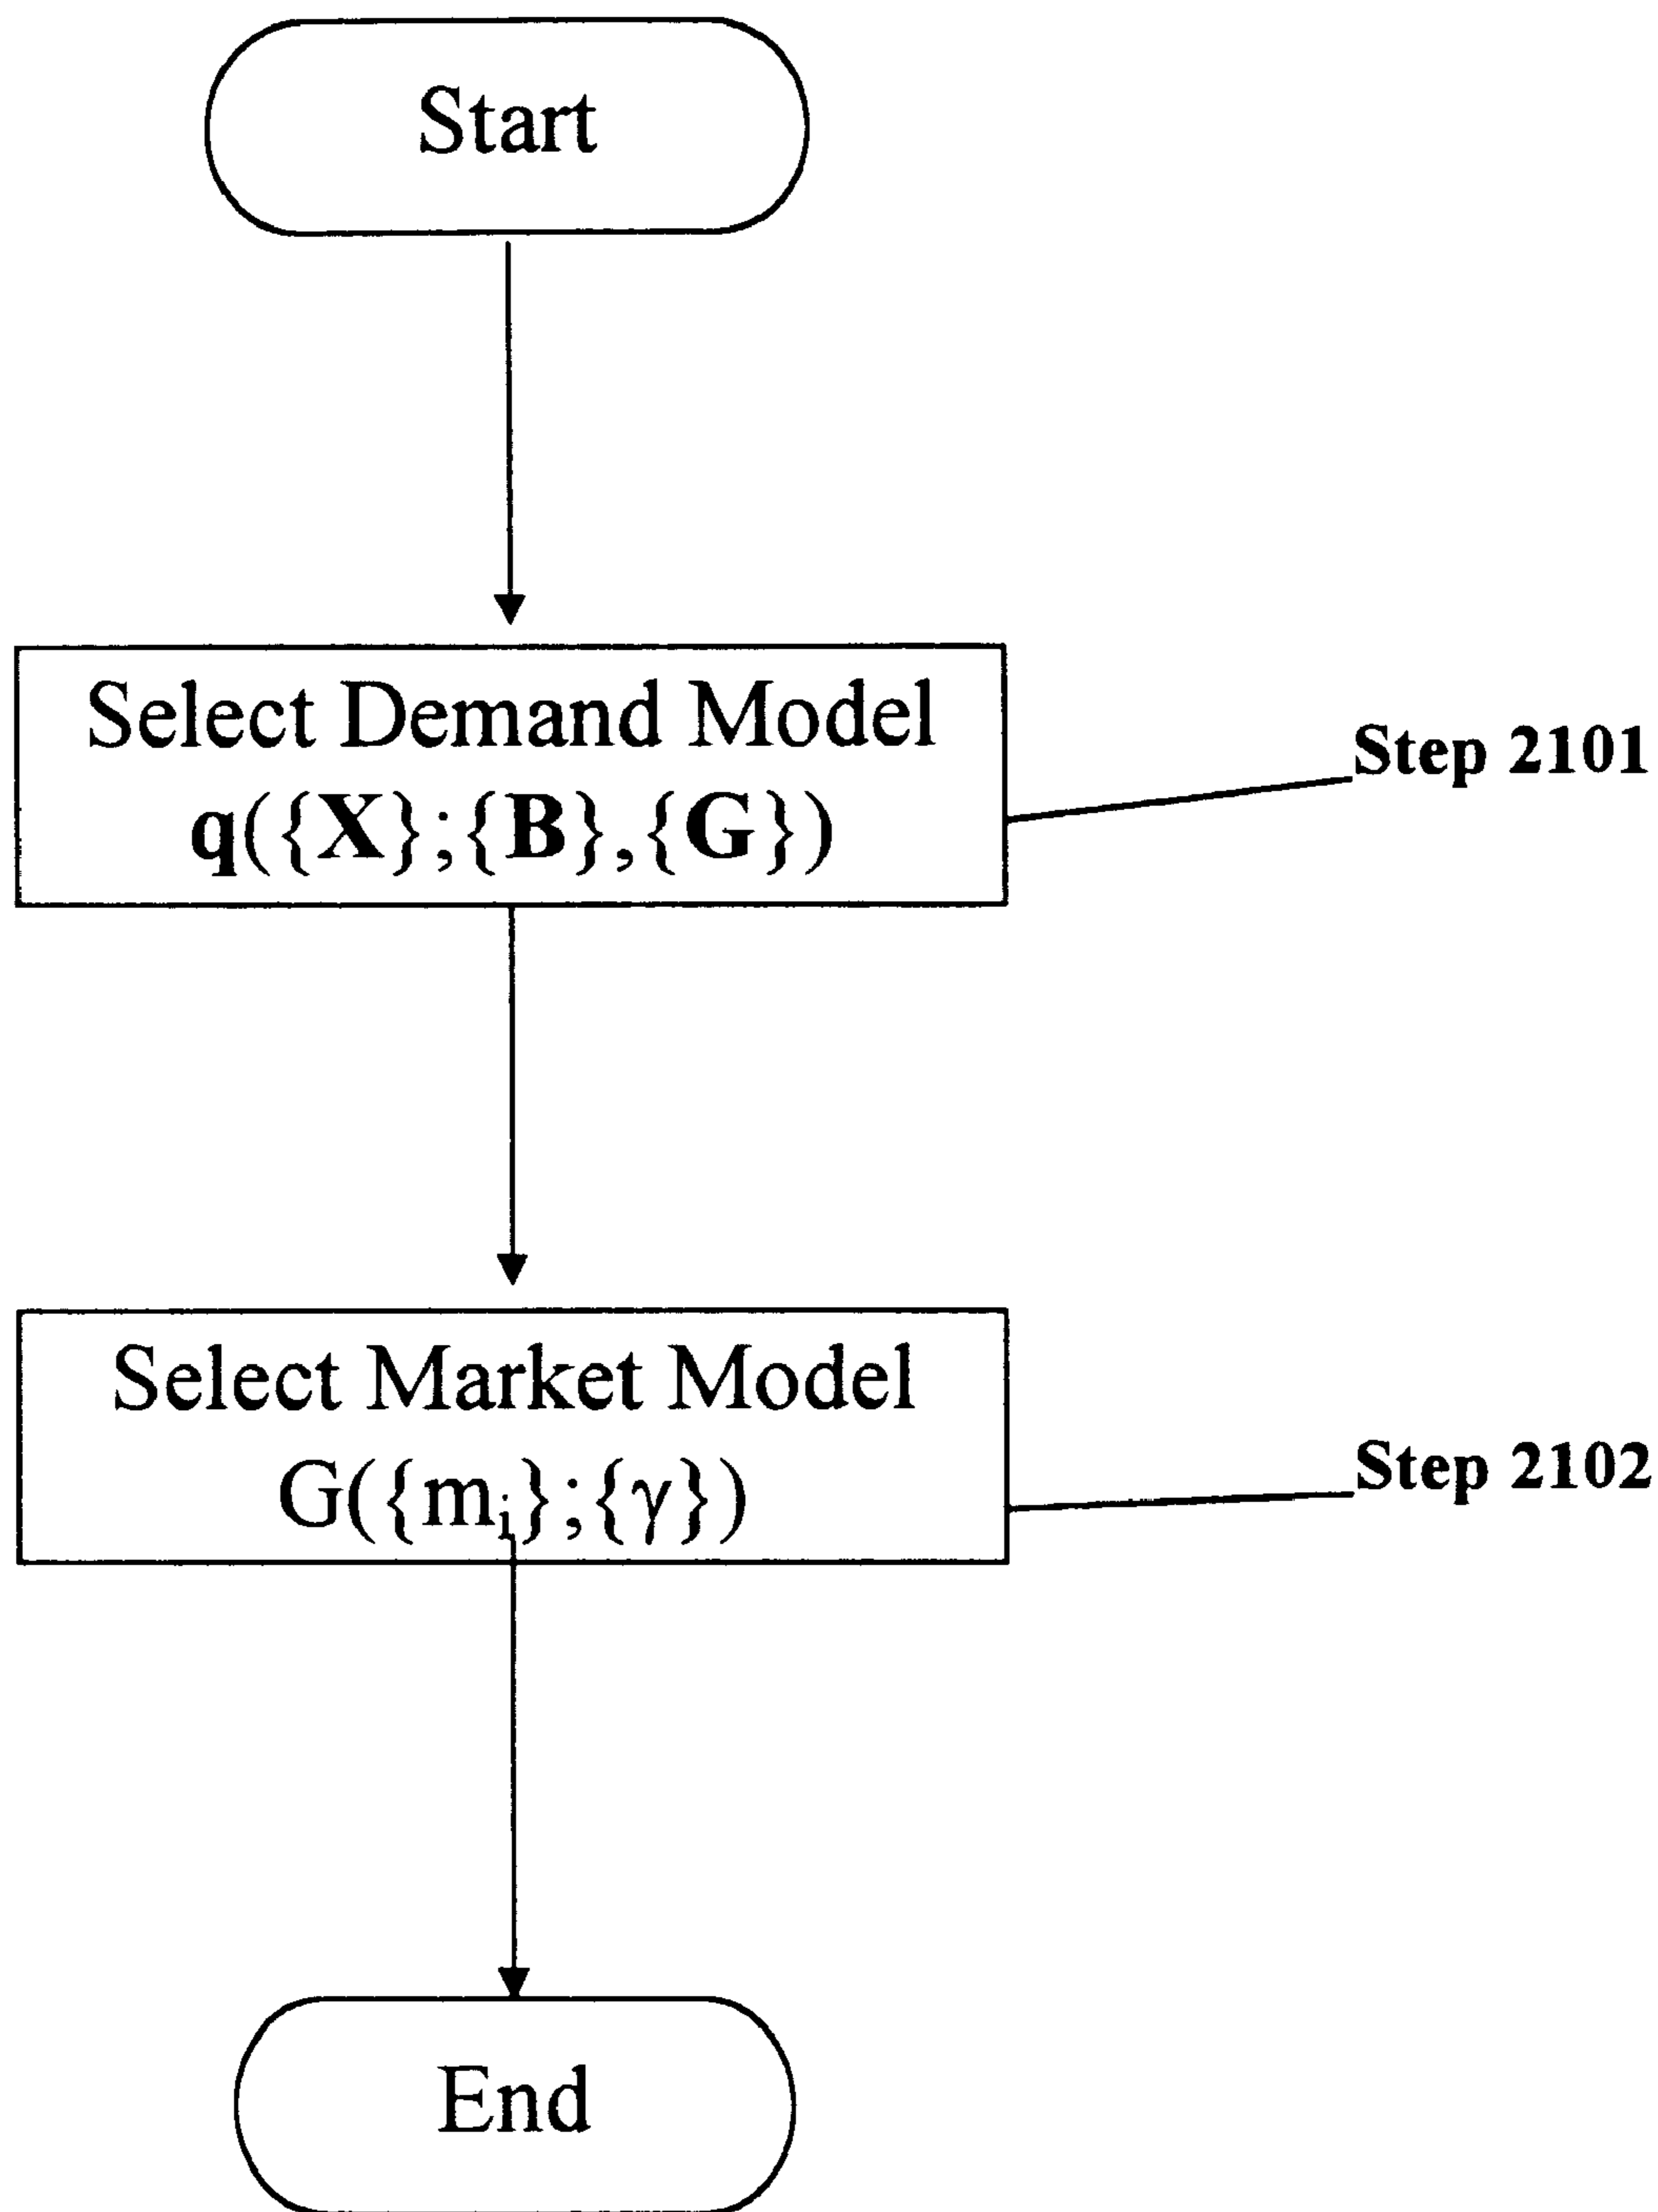 Start
Select Demand Model
q({X};{B},{G})
Step 2101
Select Market Model
G({mᵢ};{γ})
Step 2102
End